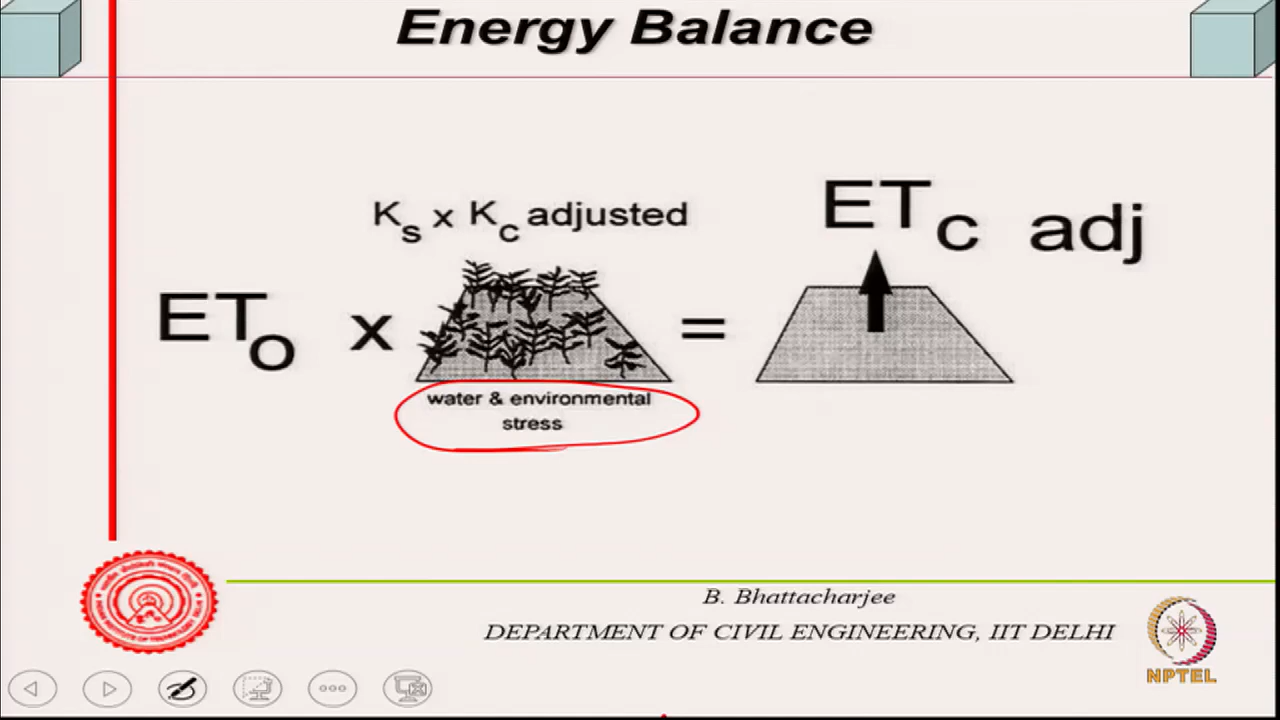 Energy Balance
Ks x Kc adjusted
ETc adj
ETo x =
water & environmental
stress
B. Bhattacharjee
DEPARTMENT OF CIVIL ENGINEERING, IIT DELHI
NPTEL